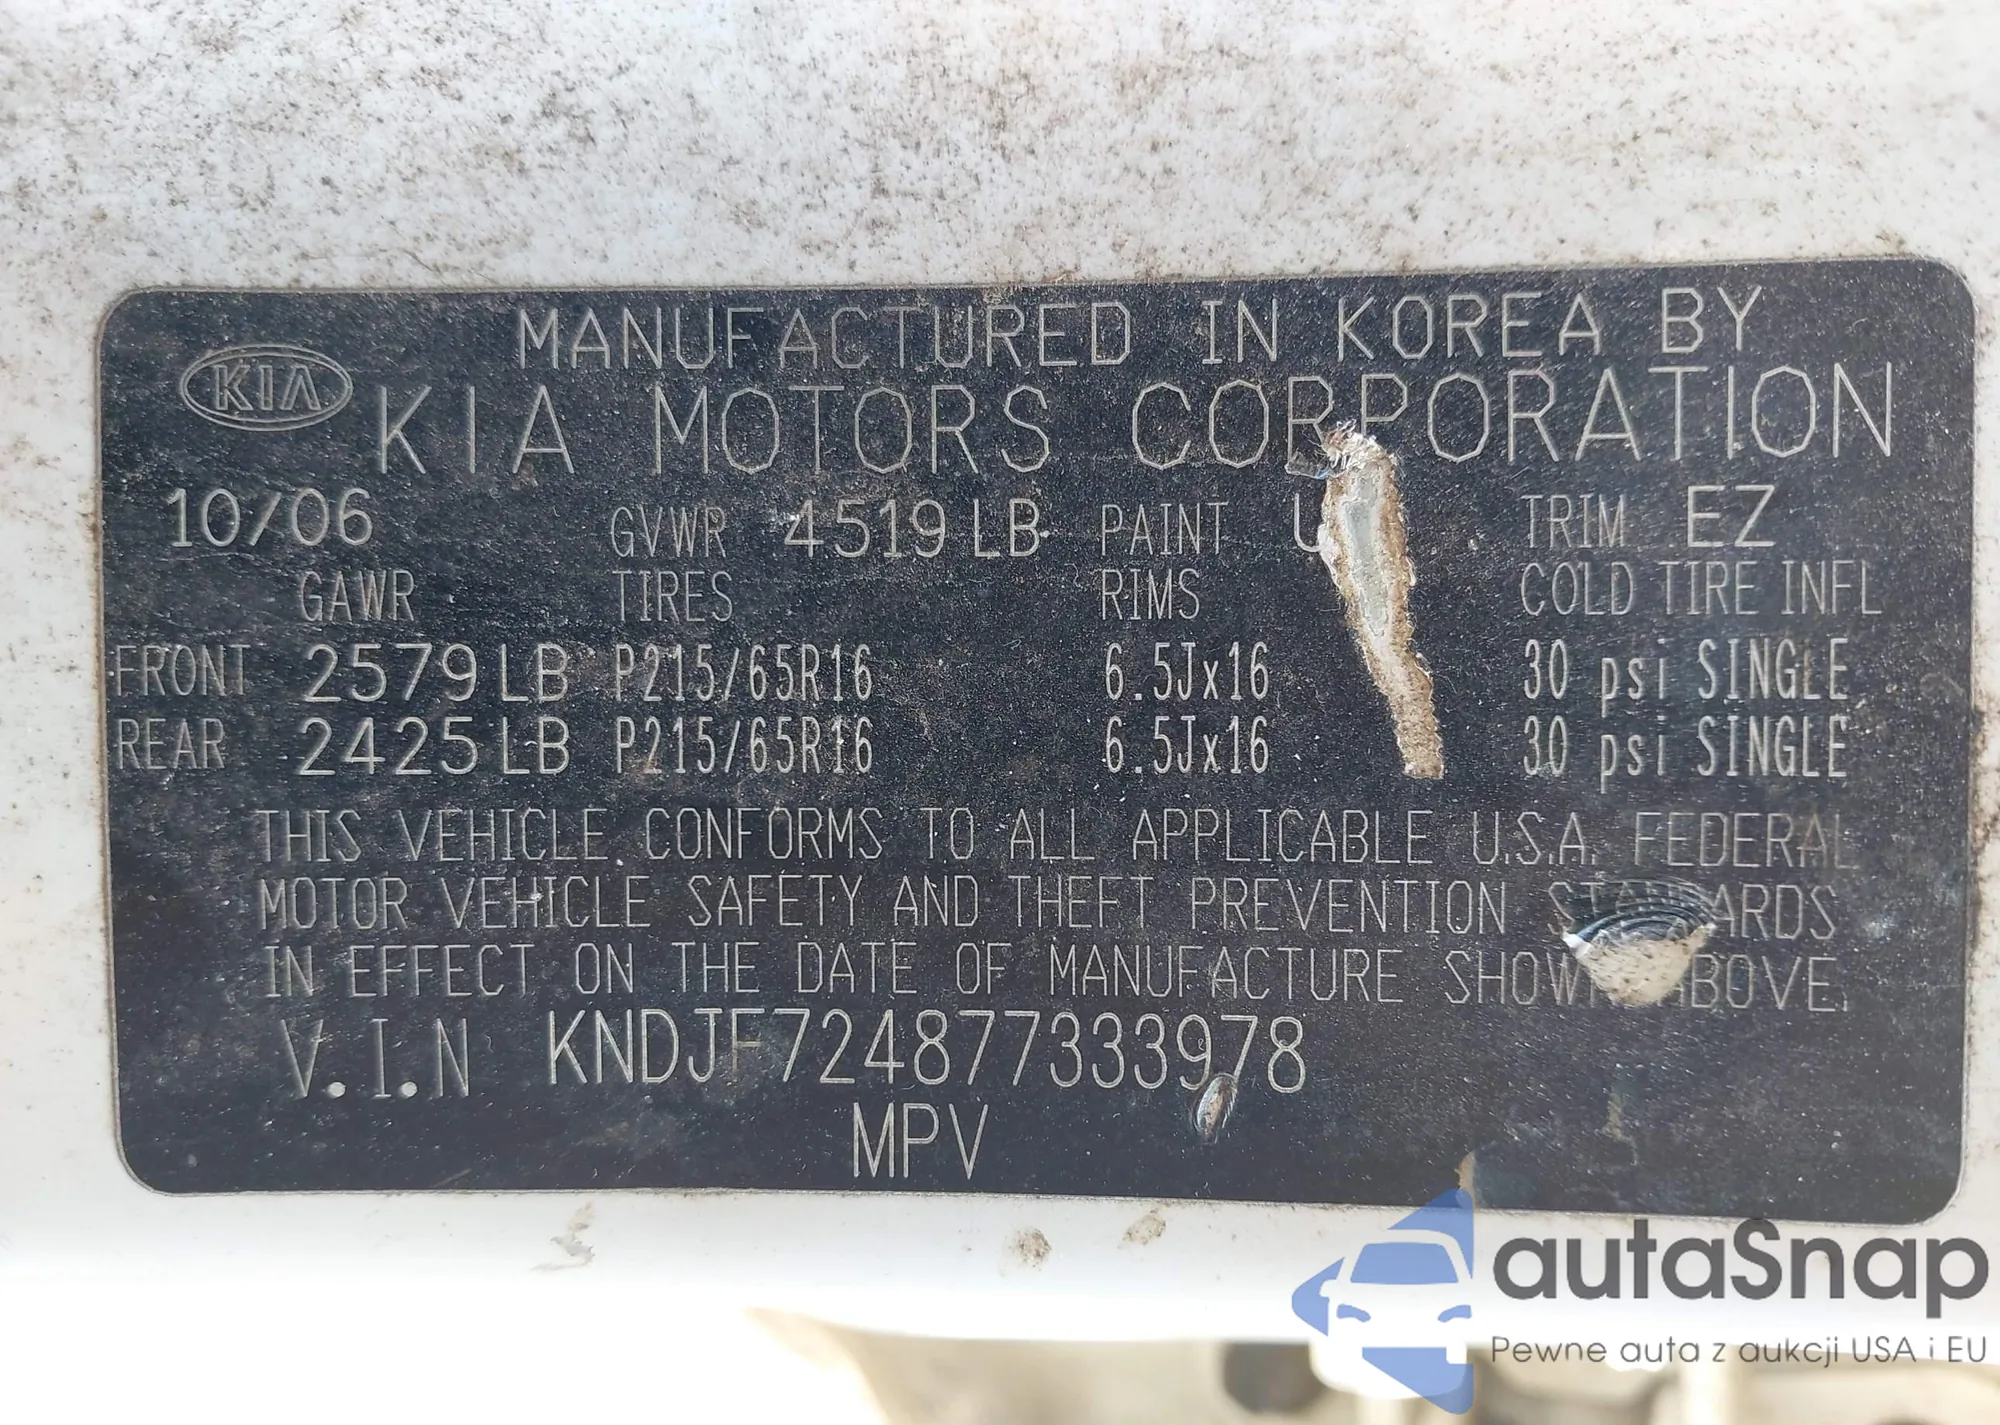 MANUFACTURED IN KOREA BY
KIA
KIA MOTORS CORPORATION
10/06 GVWR 4519 LB PAINT U TRIM EZ
GAWR TIRES RIMS COLD TIRE INFL
FRONT 2579 LB P215/65R16 6.5Jx16 30 psi SINGLE
REAR 2425 LB P215/65R16 6.5Jx16 30 psi SINGLE
THIS VEHICLE CONFORMS TO ALL APPLICABLE U.S.A. FEDERAL
MOTOR VEHICLE SAFETY AND THEFT PREVENTION STANDARDS
IN EFFECT ON THE DATE OF MANUFACTURE SHOWN ABOVE.
V.I.N KNDJF724877333978
MPV
autaSnap
Pewne auta z aukcji USA i EU